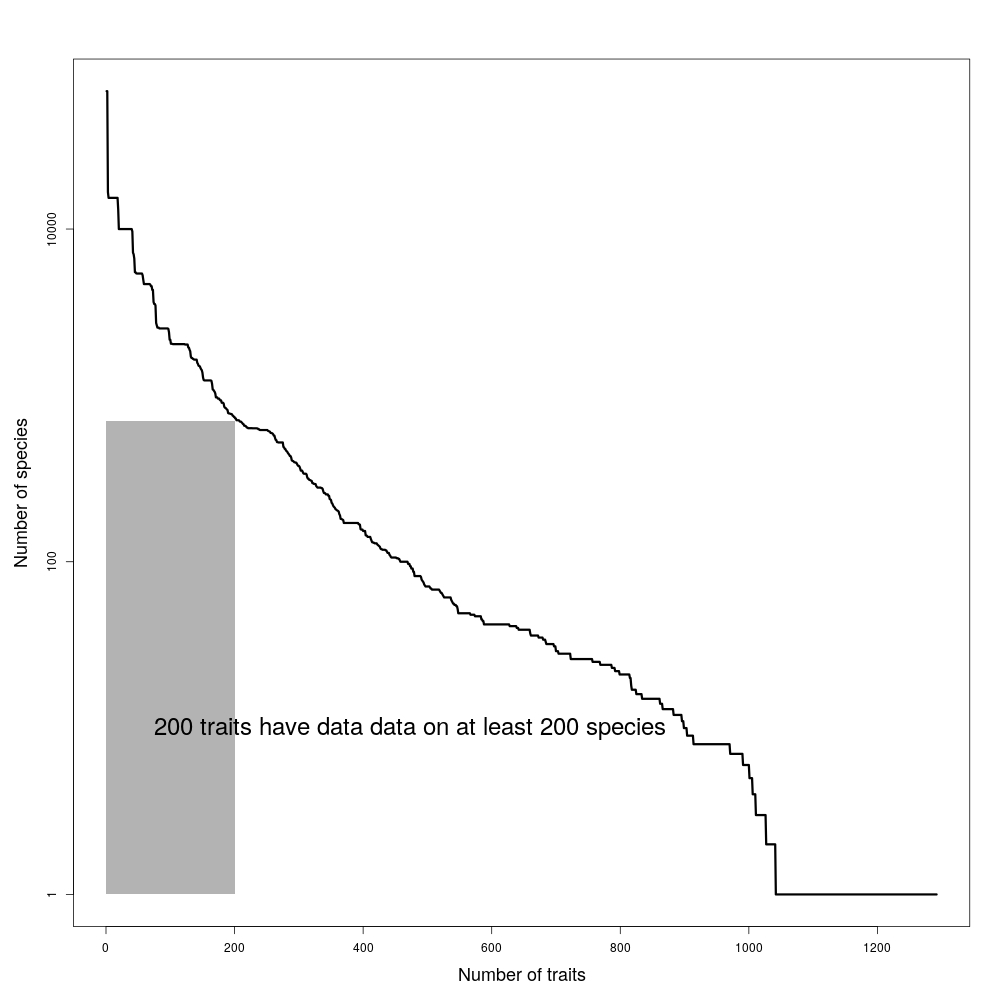 10000
100
1
Number of species
200 traits have data data on at least 200 species
0 200 400 600 800 1000 1200
Number of traits